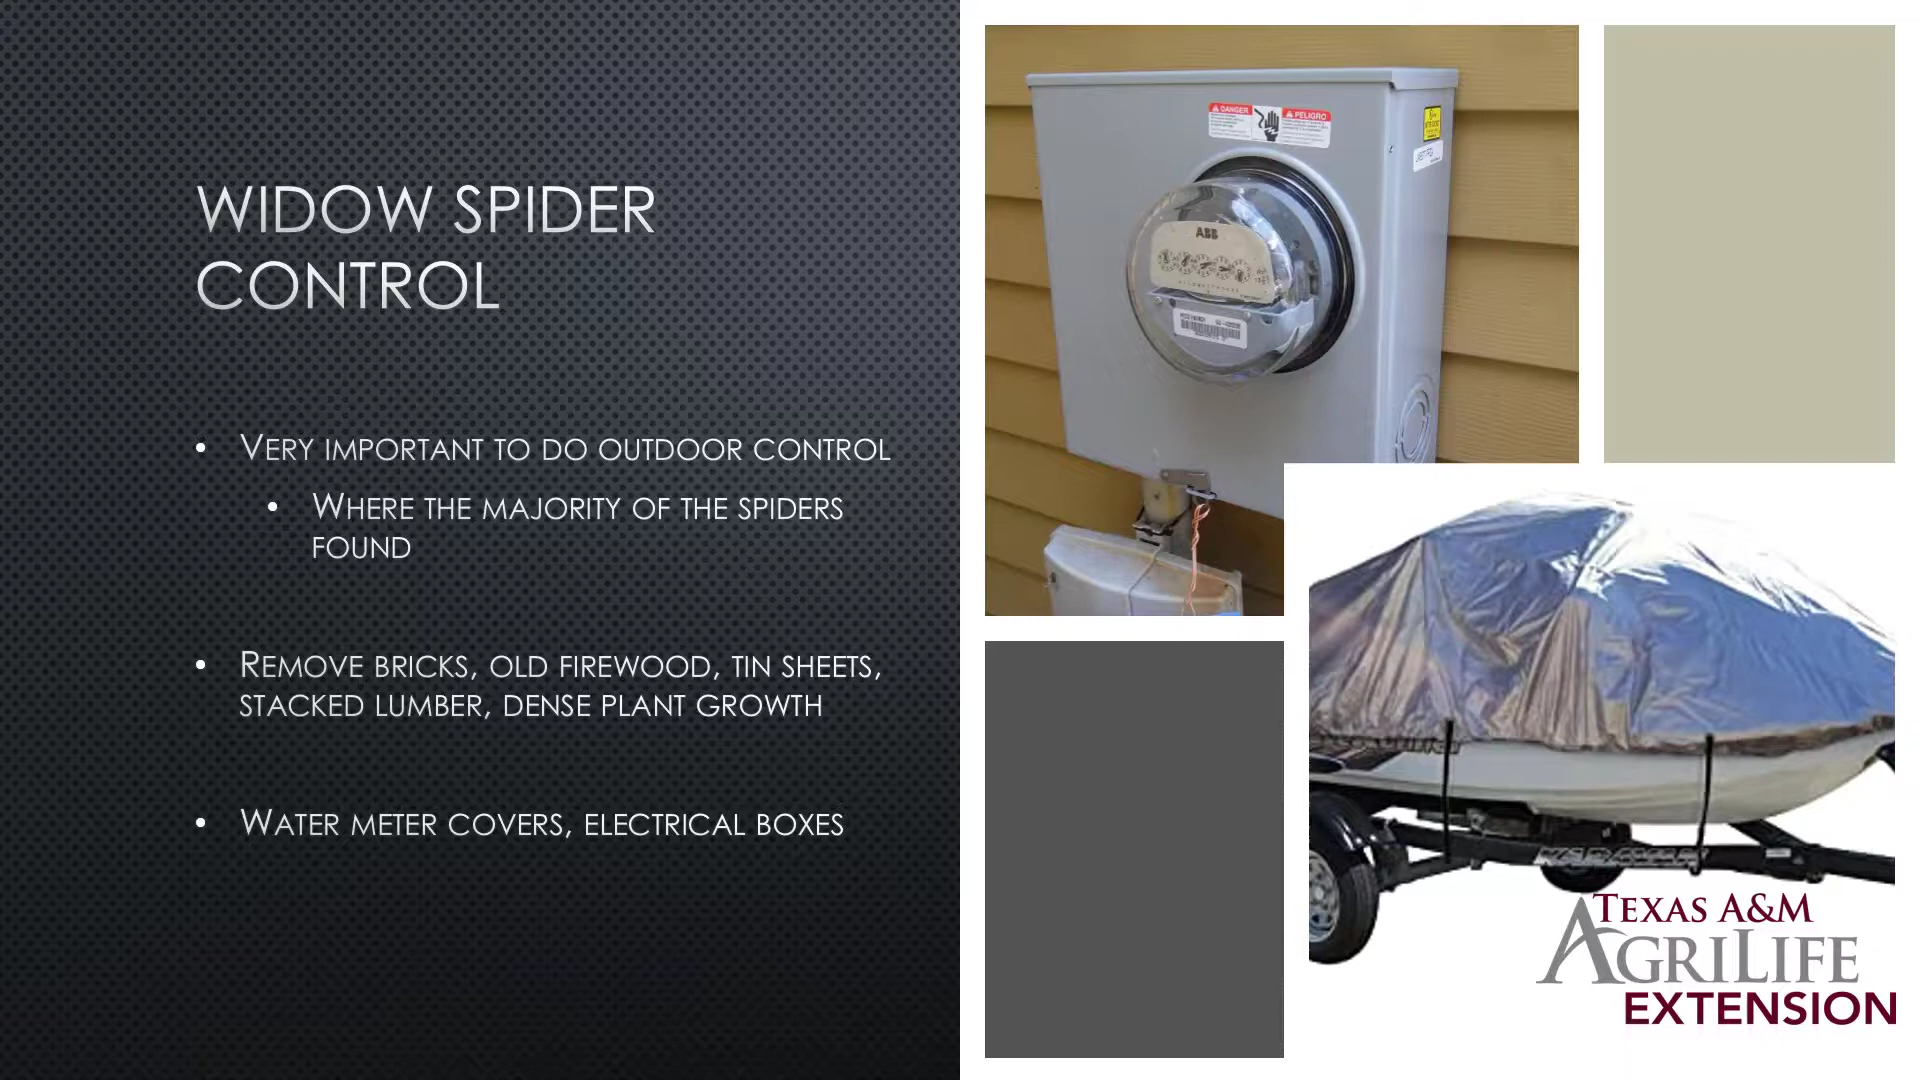 WIDOW SPIDER
CONTROL
• VERY IMPORTANT TO DO OUTDOOR CONTROL
• WHERE THE MAJORITY OF THE SPIDERS
FOUND
• REMOVE BRICKS, OLD FIREWOOD, TIN SHEETS,
STACKED LUMBER, DENSE PLANT GROWTH
• WATER METER COVERS, ELECTRICAL BOXES
DANGER
PELIGRO
ABB
TEXAS A&M
AGRILIFE
EXTENSION